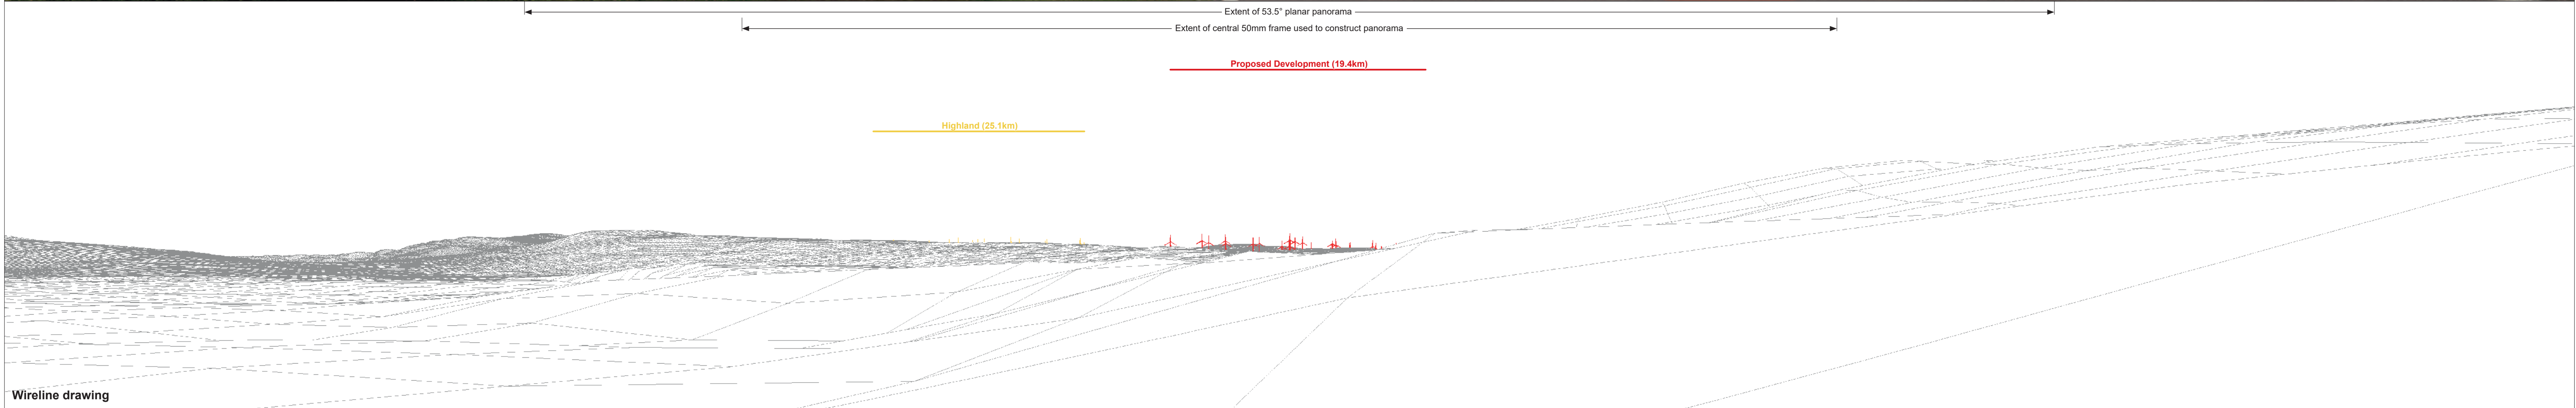 Extent of 53.5° planar panorama
Extent of central 50mm frame used to construct panorama
Proposed Development (19.4km)
Highland (25.1km)
Wireline drawing